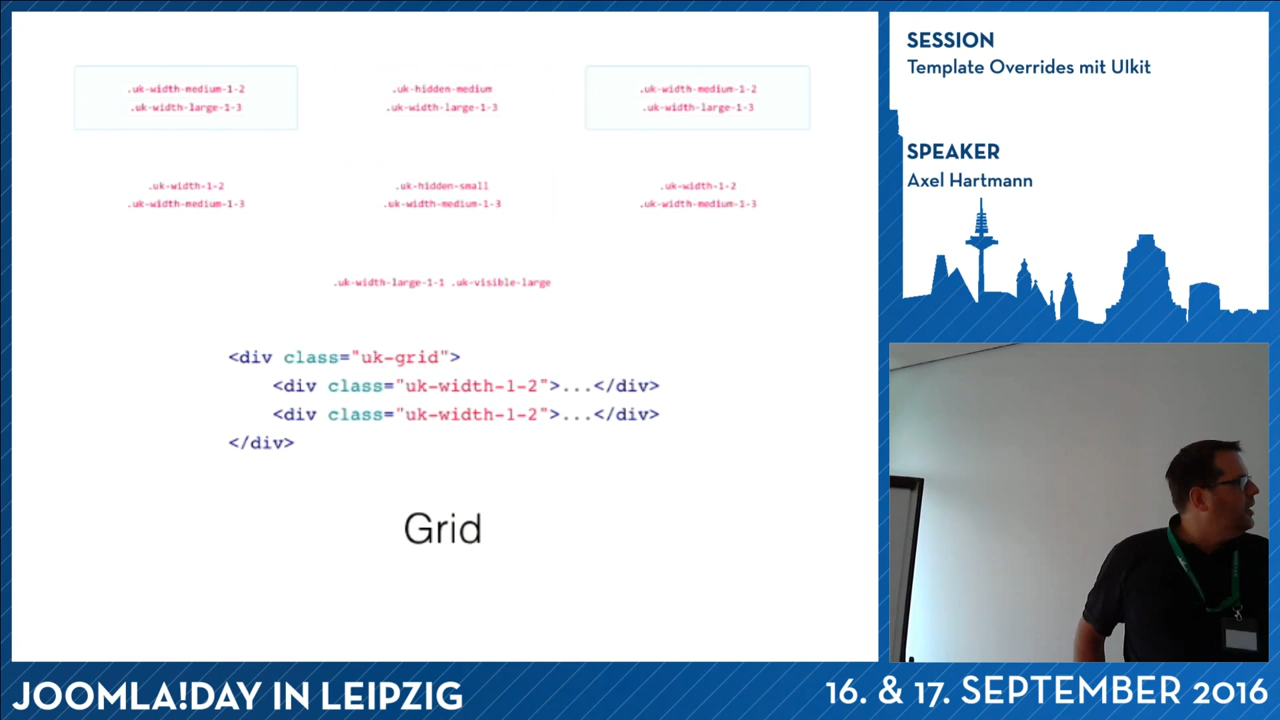 .uk-width-medium-1-2
.uk-width-large-1-3
.uk-hidden-medium
.uk-width-large-1-3
.uk-width-medium-1-2
.uk-width-large-1-3
.uk-width-1-2
.uk-width-medium-1-3
.uk-hidden-small
.uk-width-medium-1-3
.uk-width-1-2
.uk-width-medium-1-3
.uk-width-large-1-1 .uk-visible-large
<div class="uk-grid">
<div class="uk-width-1-2">...</div>
<div class="uk-width-1-2">...</div>
</div>
Grid
SESSION
Template Overrides mit UIkit
SPEAKER
Axel Hartmann
JOOMLA!DAY IN LEIPZIG
16. & 17. SEPTEMBER 2016